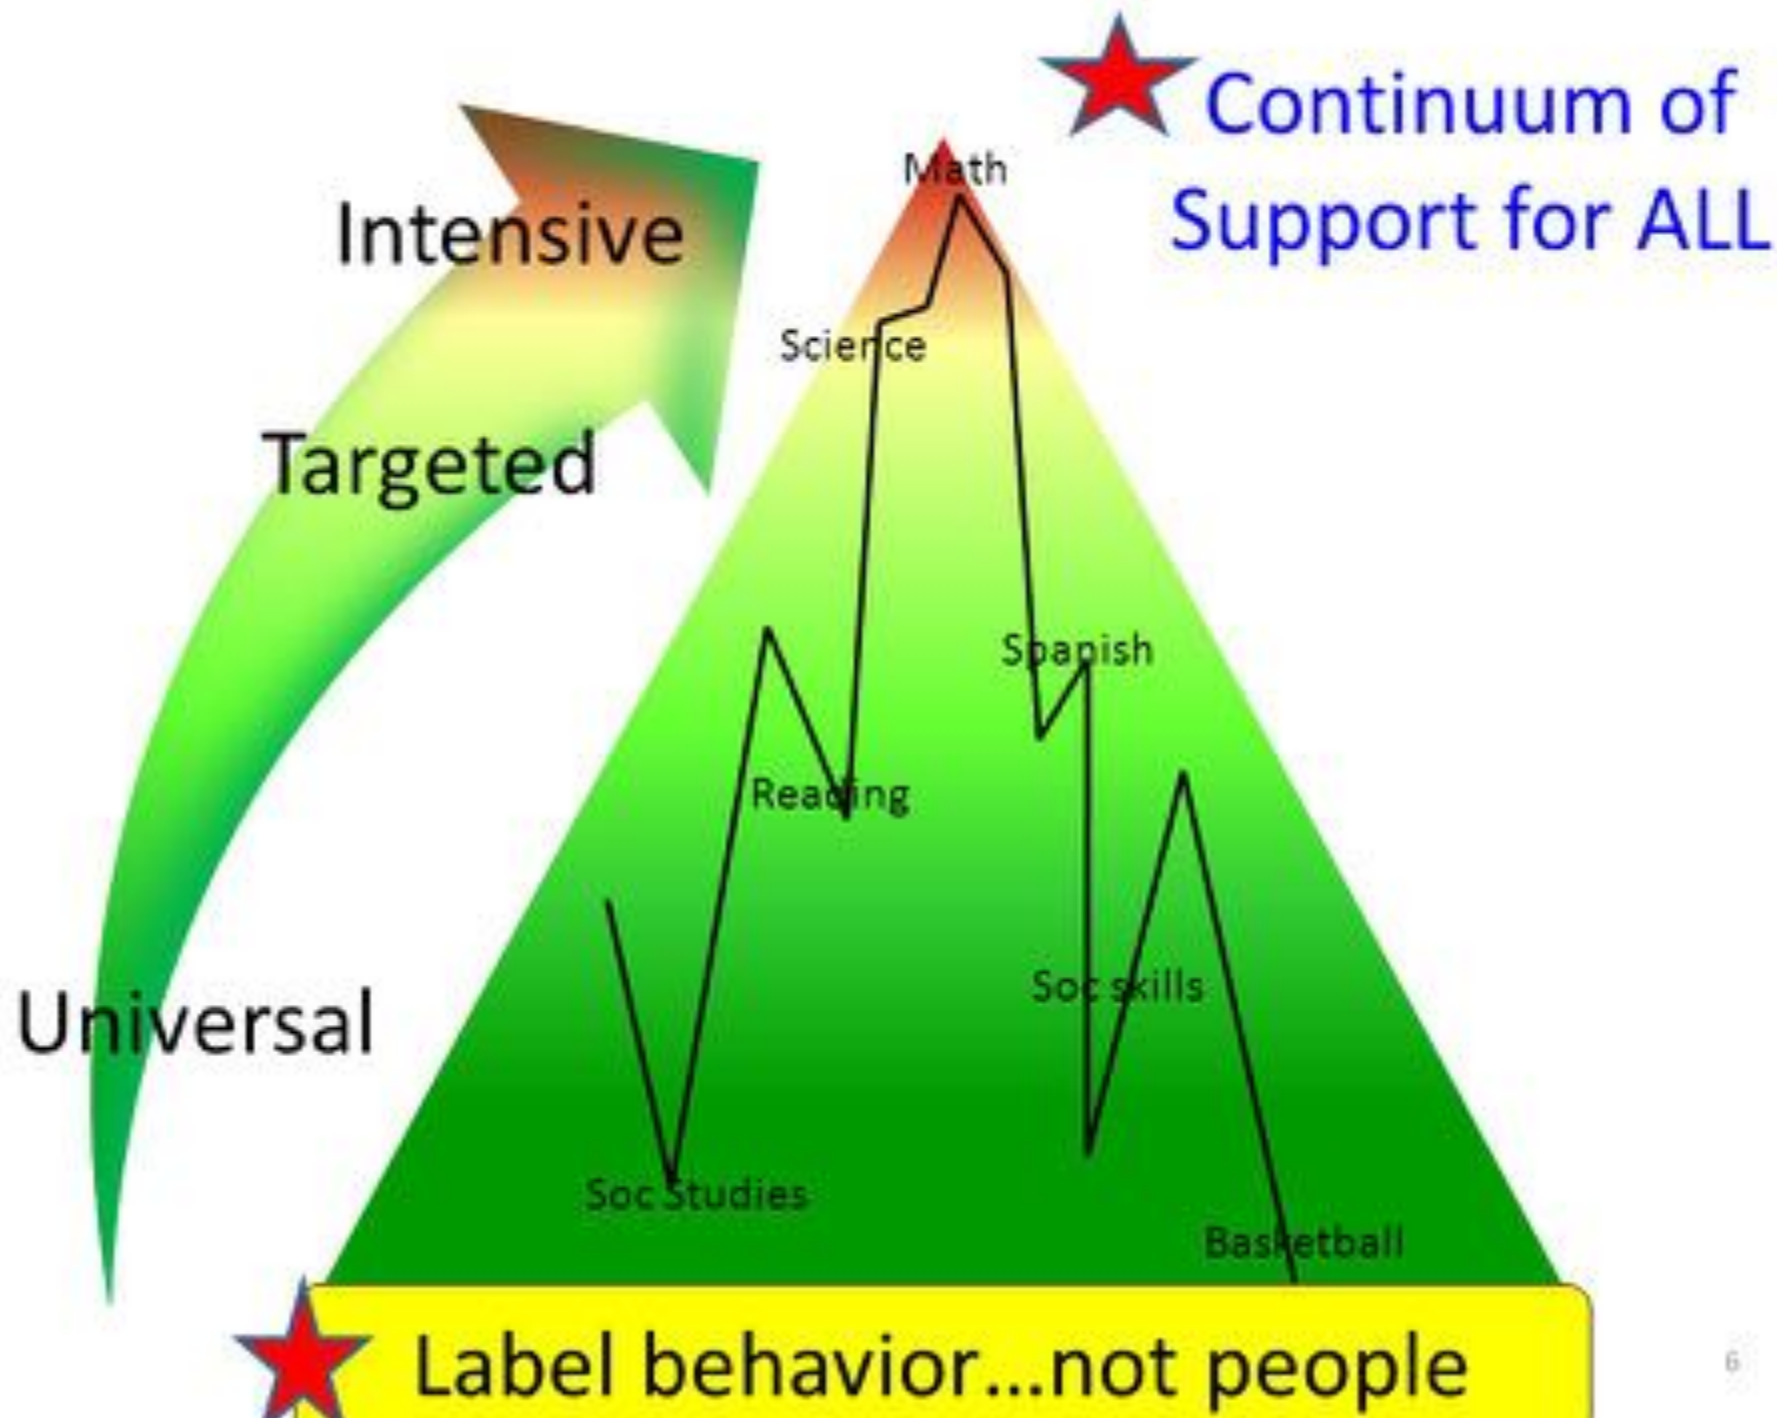 Continuum of
Support for ALL
Math
Intensive
Science
Targeted
Spanish
Reading
Soc skills
Universal
Soc Studies
Basketball
Label behavior...not people
6